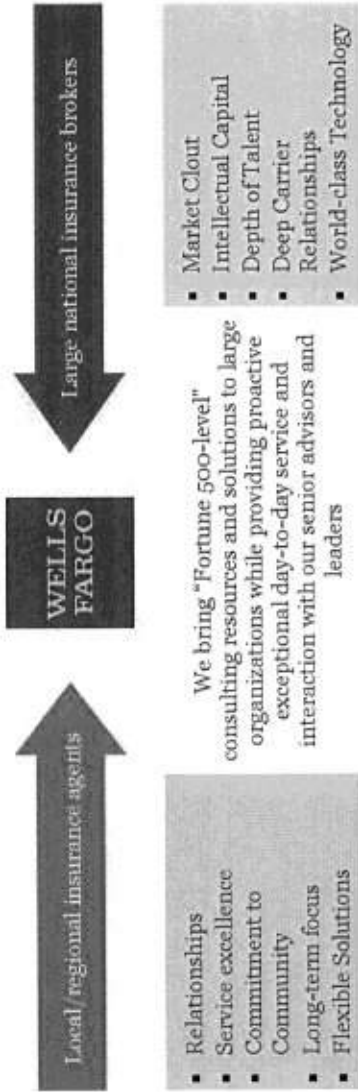 Local/regional insurance agents
WELLS
FARGO
Large national insurance brokers
▪ Relationships
▪ Service excellence
▪ Commitment to
Community
▪ Long-term focus
▪ Flexible Solutions
We bring "Fortune 500-level"
consulting resources and solutions to large
organizations while providing proactive
exceptional day-to-day service and
interaction with our senior advisors and
leaders
▪ Market Clout
▪ Intellectual Capital
▪ Depth of Talent
▪ Deep Carrier
Relationships
▪ World-class Technology